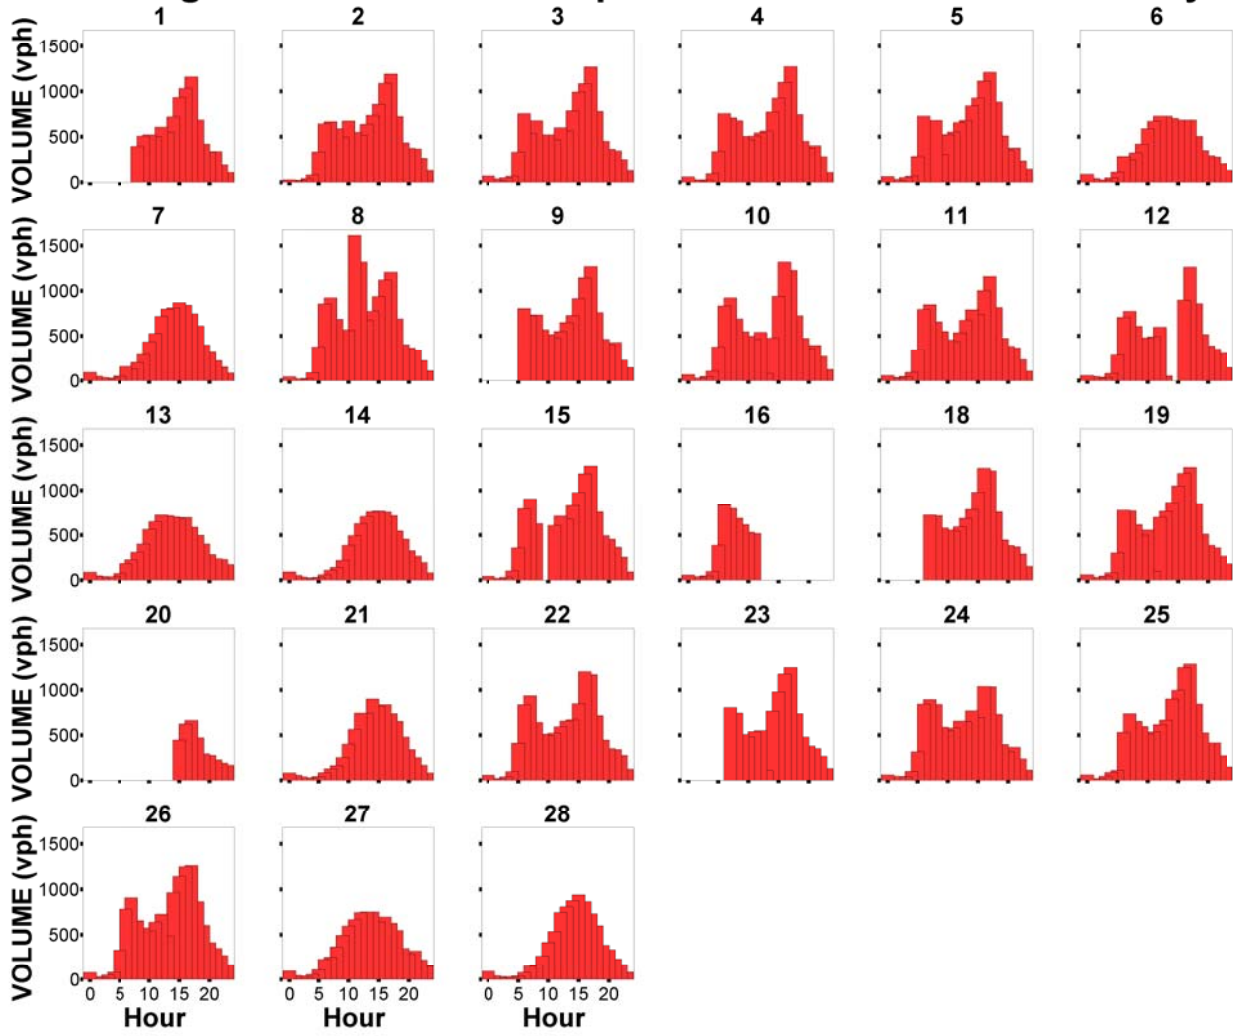 1 2 3 4 5 6
VOLUME (vph) 1500 1000 500 0
7 8 9 10 11 12
VOLUME (vph) 1500 1000 500 0
13 14 15 16 18 19
VOLUME (vph) 1500 1000 500 0
20 21 22 23 24 25
VOLUME (vph) 1500 1000 500 0
26 27 28
VOLUME (vph) 1500 1000 500 0
0 5 10 15 20 0 5 10 15 20 0 5 10 15 20
Hour Hour Hour